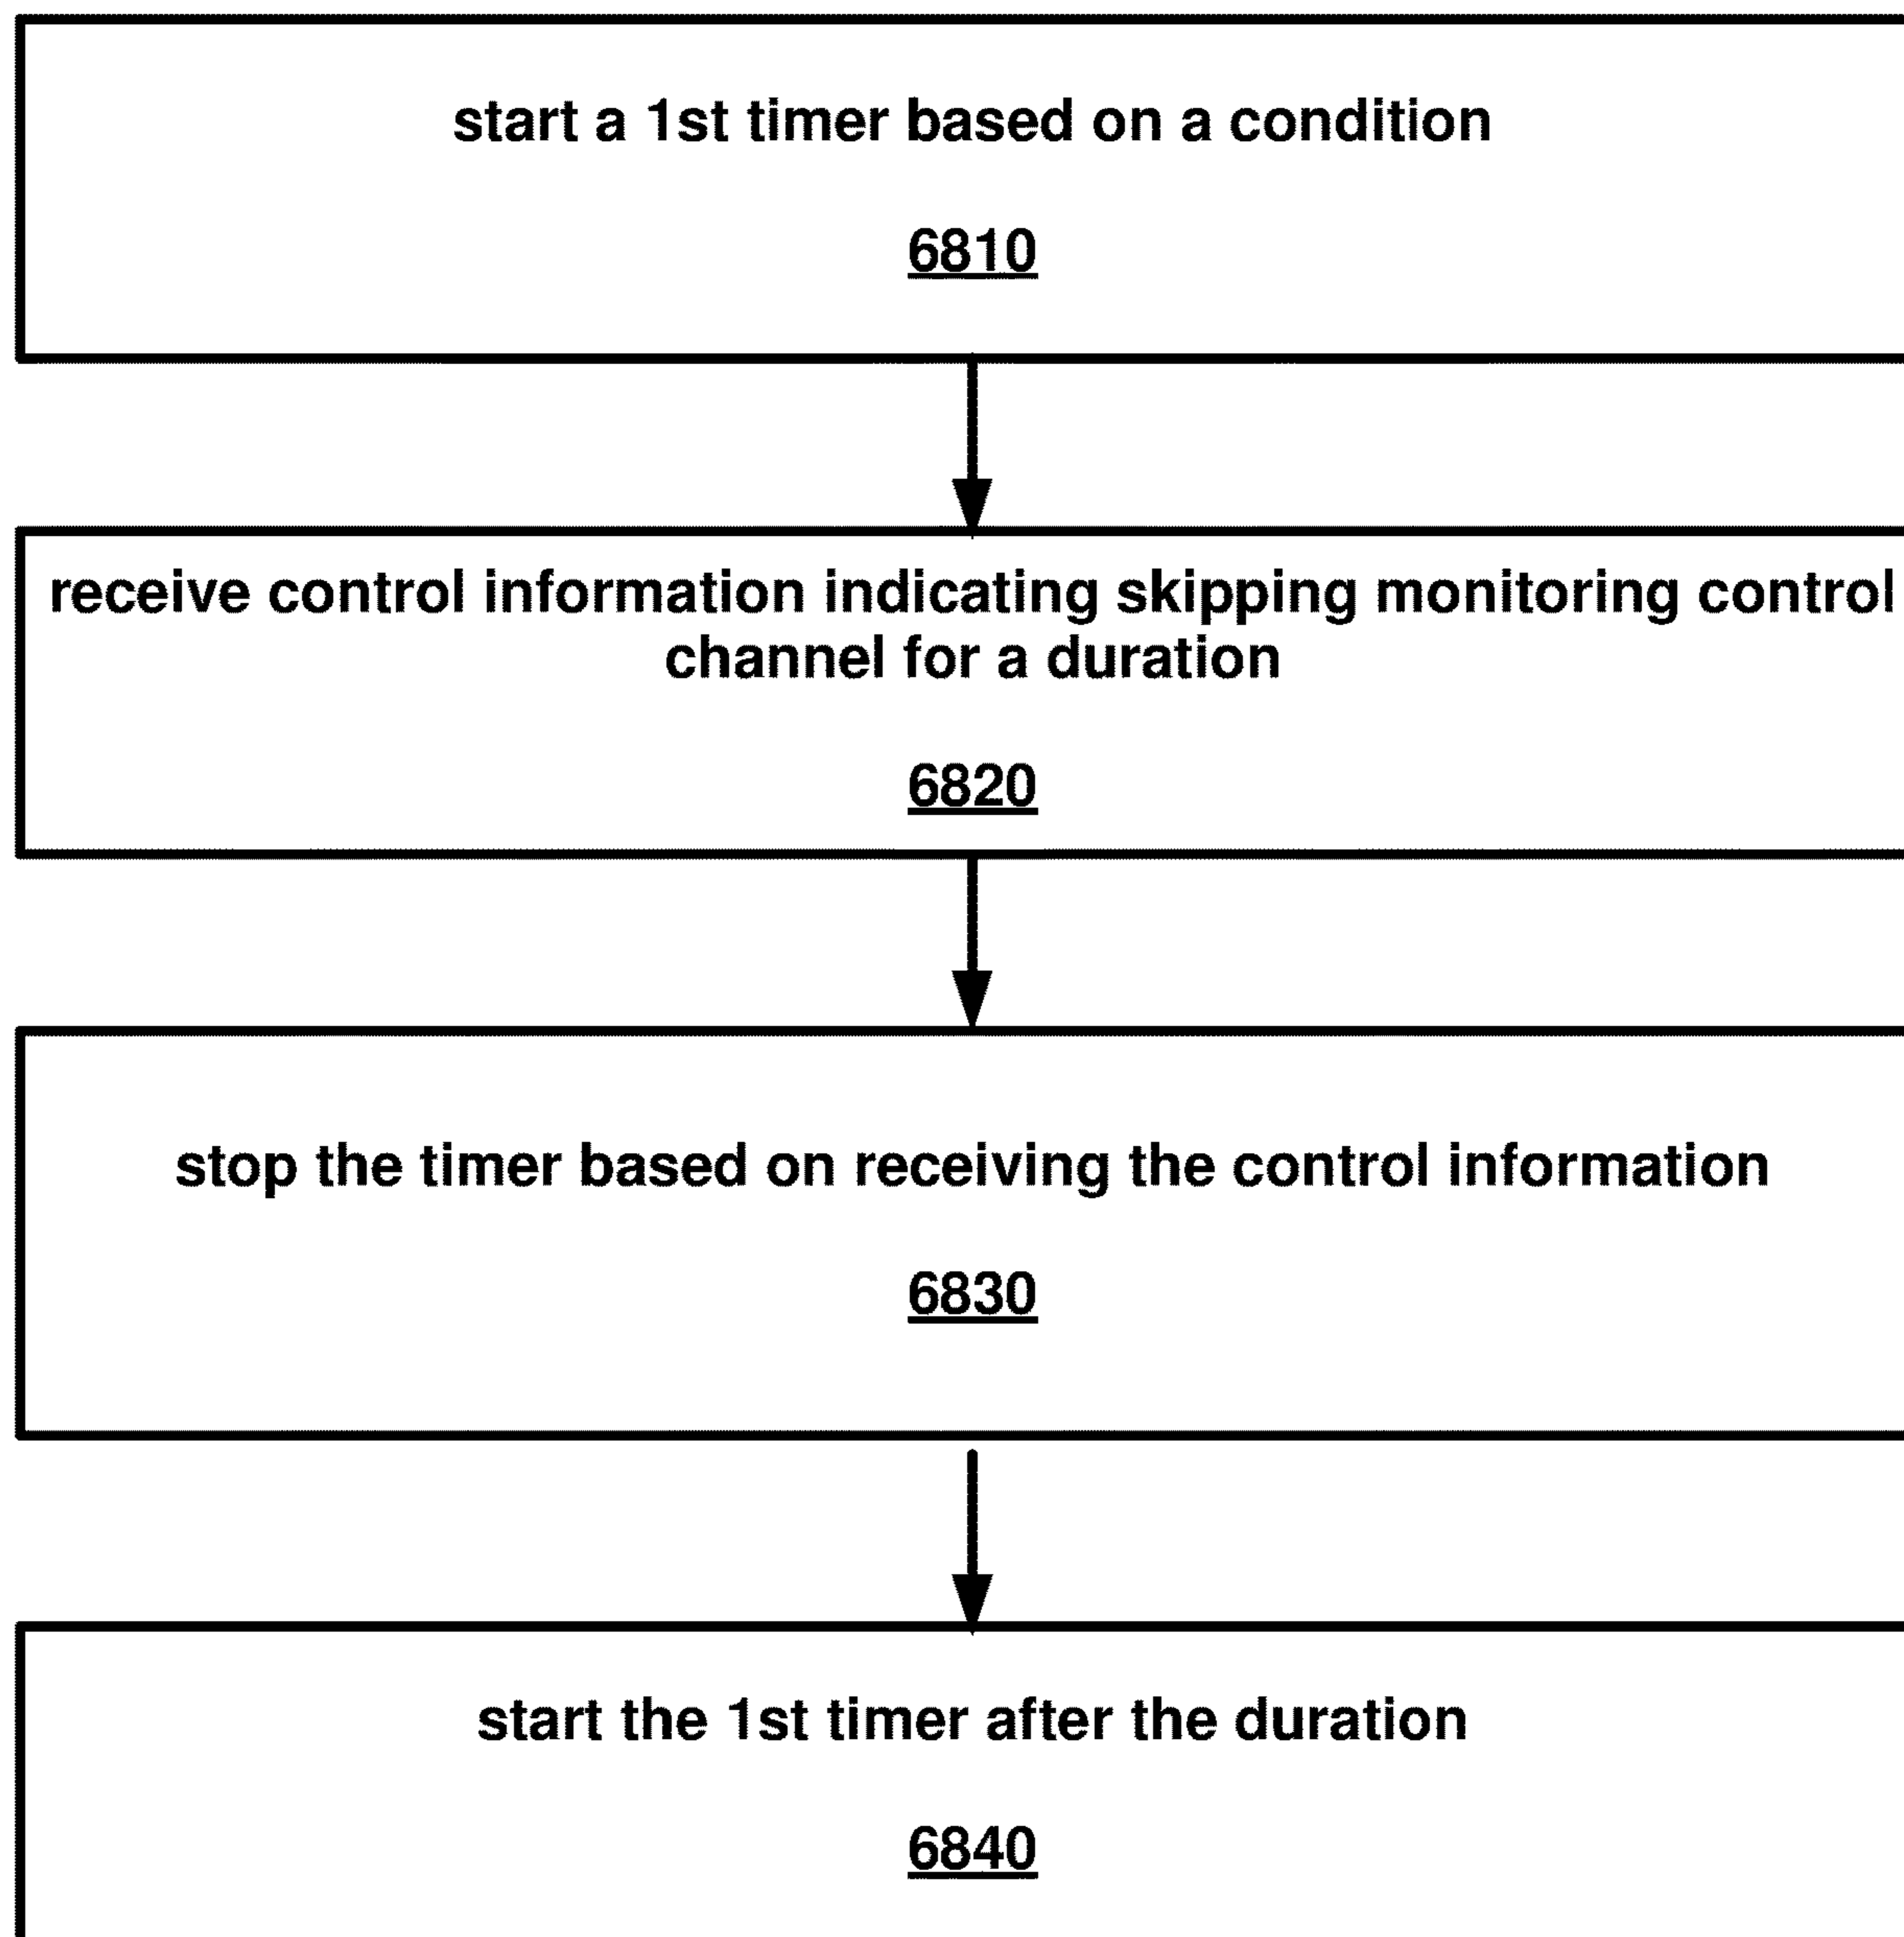 start a 1st timer based on a condition
6810
receive control information indicating skipping monitoring control
channel for a duration
6820
stop the timer based on receiving the control information
6830
start the 1st timer after the duration
6840